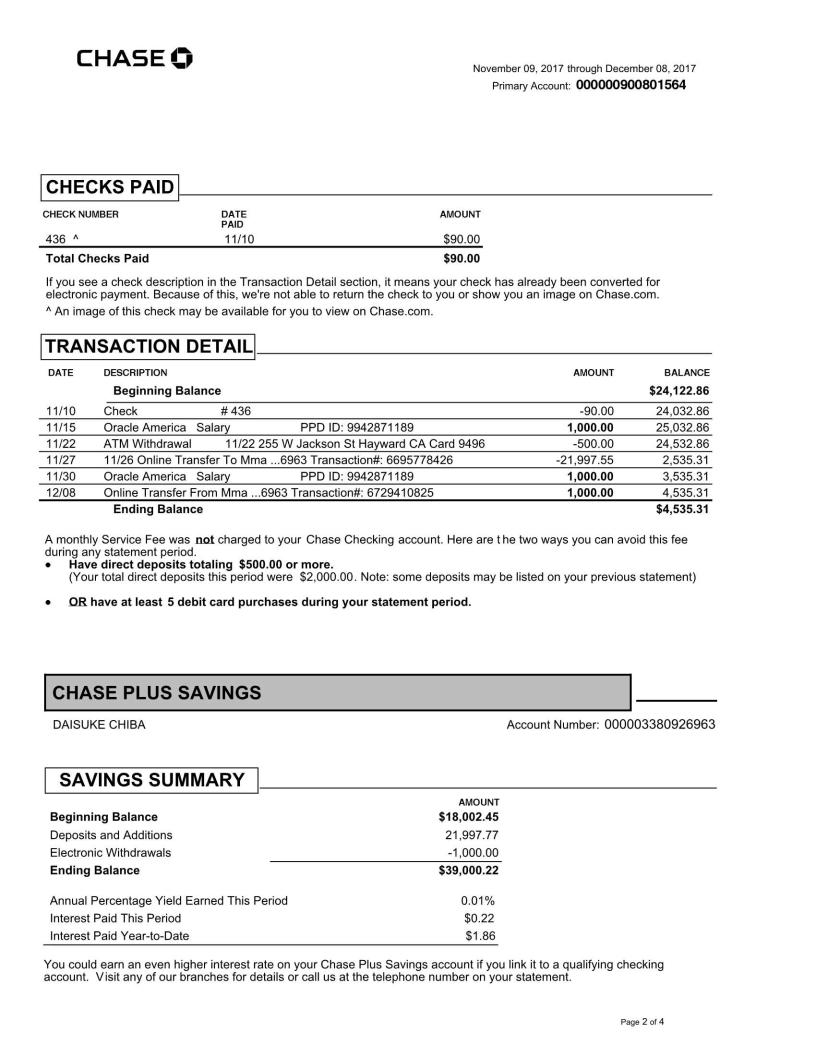 CHASE
November 09, 2017 through December 08, 2017
Primary Account: 000000900801564
CHECKS PAID
CHECK NUMBER DATE PAID AMOUNT
436 ^ 11/10 $90.00
Total Checks Paid $90.00
If you see a check description in the Transaction Detail section, it means your check has already been converted for
electronic payment. Because of this, we're not able to return the check to you or show you an image on Chase.com.
^ An image of this check may be available for you to view on Chase.com.
TRANSACTION DETAIL
DATE DESCRIPTION AMOUNT BALANCE
Beginning Balance $24,122.86
11/10 Check # 436 -90.00 24,032.86
11/15 Oracle America Salary PPD ID: 9942871189 1,000.00 25,032.86
11/22 ATM Withdrawal 11/22 255 W Jackson St Hayward CA Card 9496 -500.00 24,532.86
11/27 11/26 Online Transfer To Mma ...6963 Transaction#: 6695778426 -21,997.55 2,535.31
11/30 Oracle America Salary PPD ID: 9942871189 1,000.00 3,535.31
12/08 Online Transfer From Mma ...6963 Transaction#: 6729410825 1,000.00 4,535.31
Ending Balance $4,535.31
A monthly Service Fee was not charged to your Chase Checking account. Here are the two ways you can avoid this fee
during any statement period.
● Have direct deposits totaling $500.00 or more.
(Your total direct deposits this period were $2,000.00. Note: some deposits may be listed on your previous statement)
● OR have at least 5 debit card purchases during your statement period.
CHASE PLUS SAVINGS
DAISUKE CHIBA Account Number: 000003380926963
SAVINGS SUMMARY
AMOUNT
Beginning Balance $18,002.45
Deposits and Additions 21,997.77
Electronic Withdrawals -1,000.00
Ending Balance $39,000.22
Annual Percentage Yield Earned This Period 0.01%
Interest Paid This Period $0.22
Interest Paid Year-to-Date $1.86
You could earn an even higher interest rate on your Chase Plus Savings account if you link it to a qualifying checking
account. Visit any of our branches for details or call us at the telephone number on your statement.
Page 2 of 4